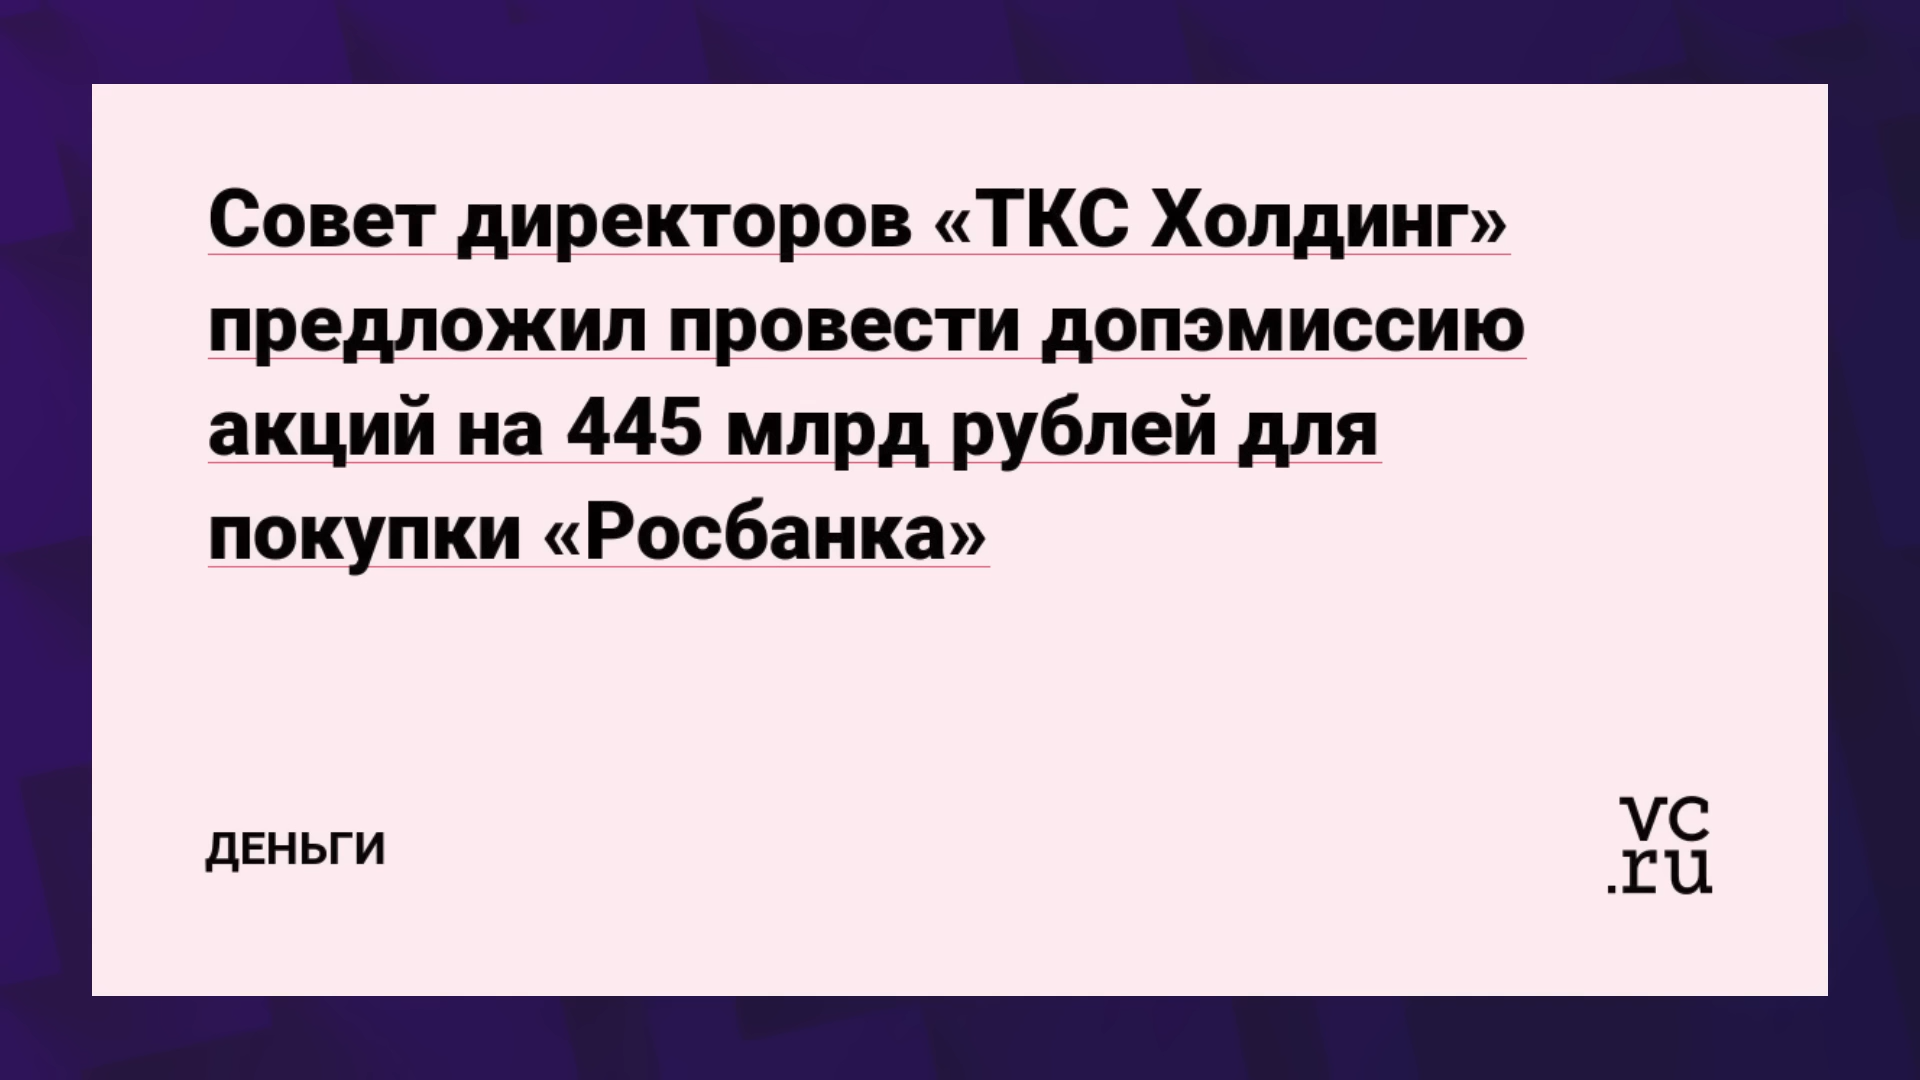 Совет директоров «ТКС Холдинг»
предложил провести допэмиссию
акций на 445 млрд рублей для
покупки «Росбанка»
ДЕНЬГИ
vc
.ru